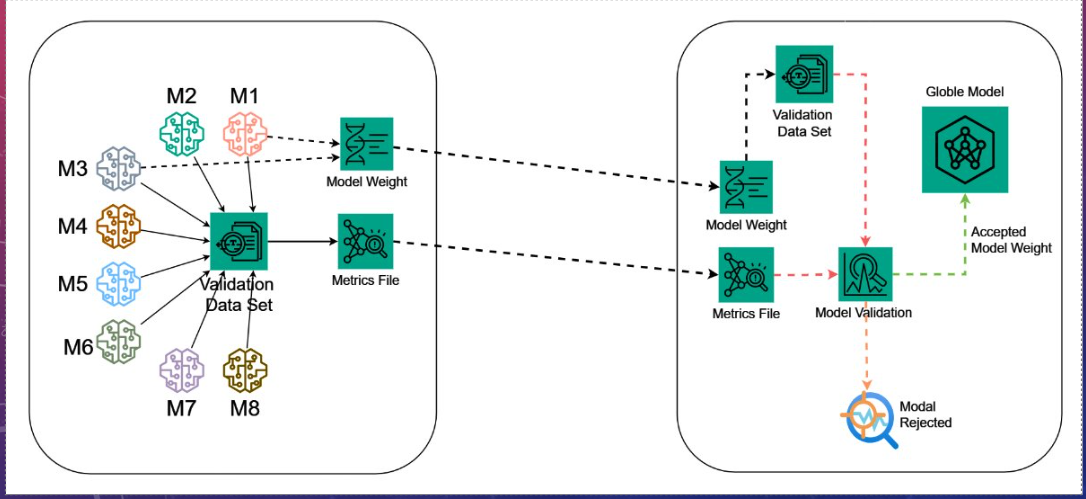 M2
M1
M3
M4
M5
M6
M7
M8
Model Weight
Validation
Data Set
Metrics File
Validation
Data Set
Globle Model
Model Weight
Accepted
Model Weight
Metrics File
Model Validation
Modal
Rejected